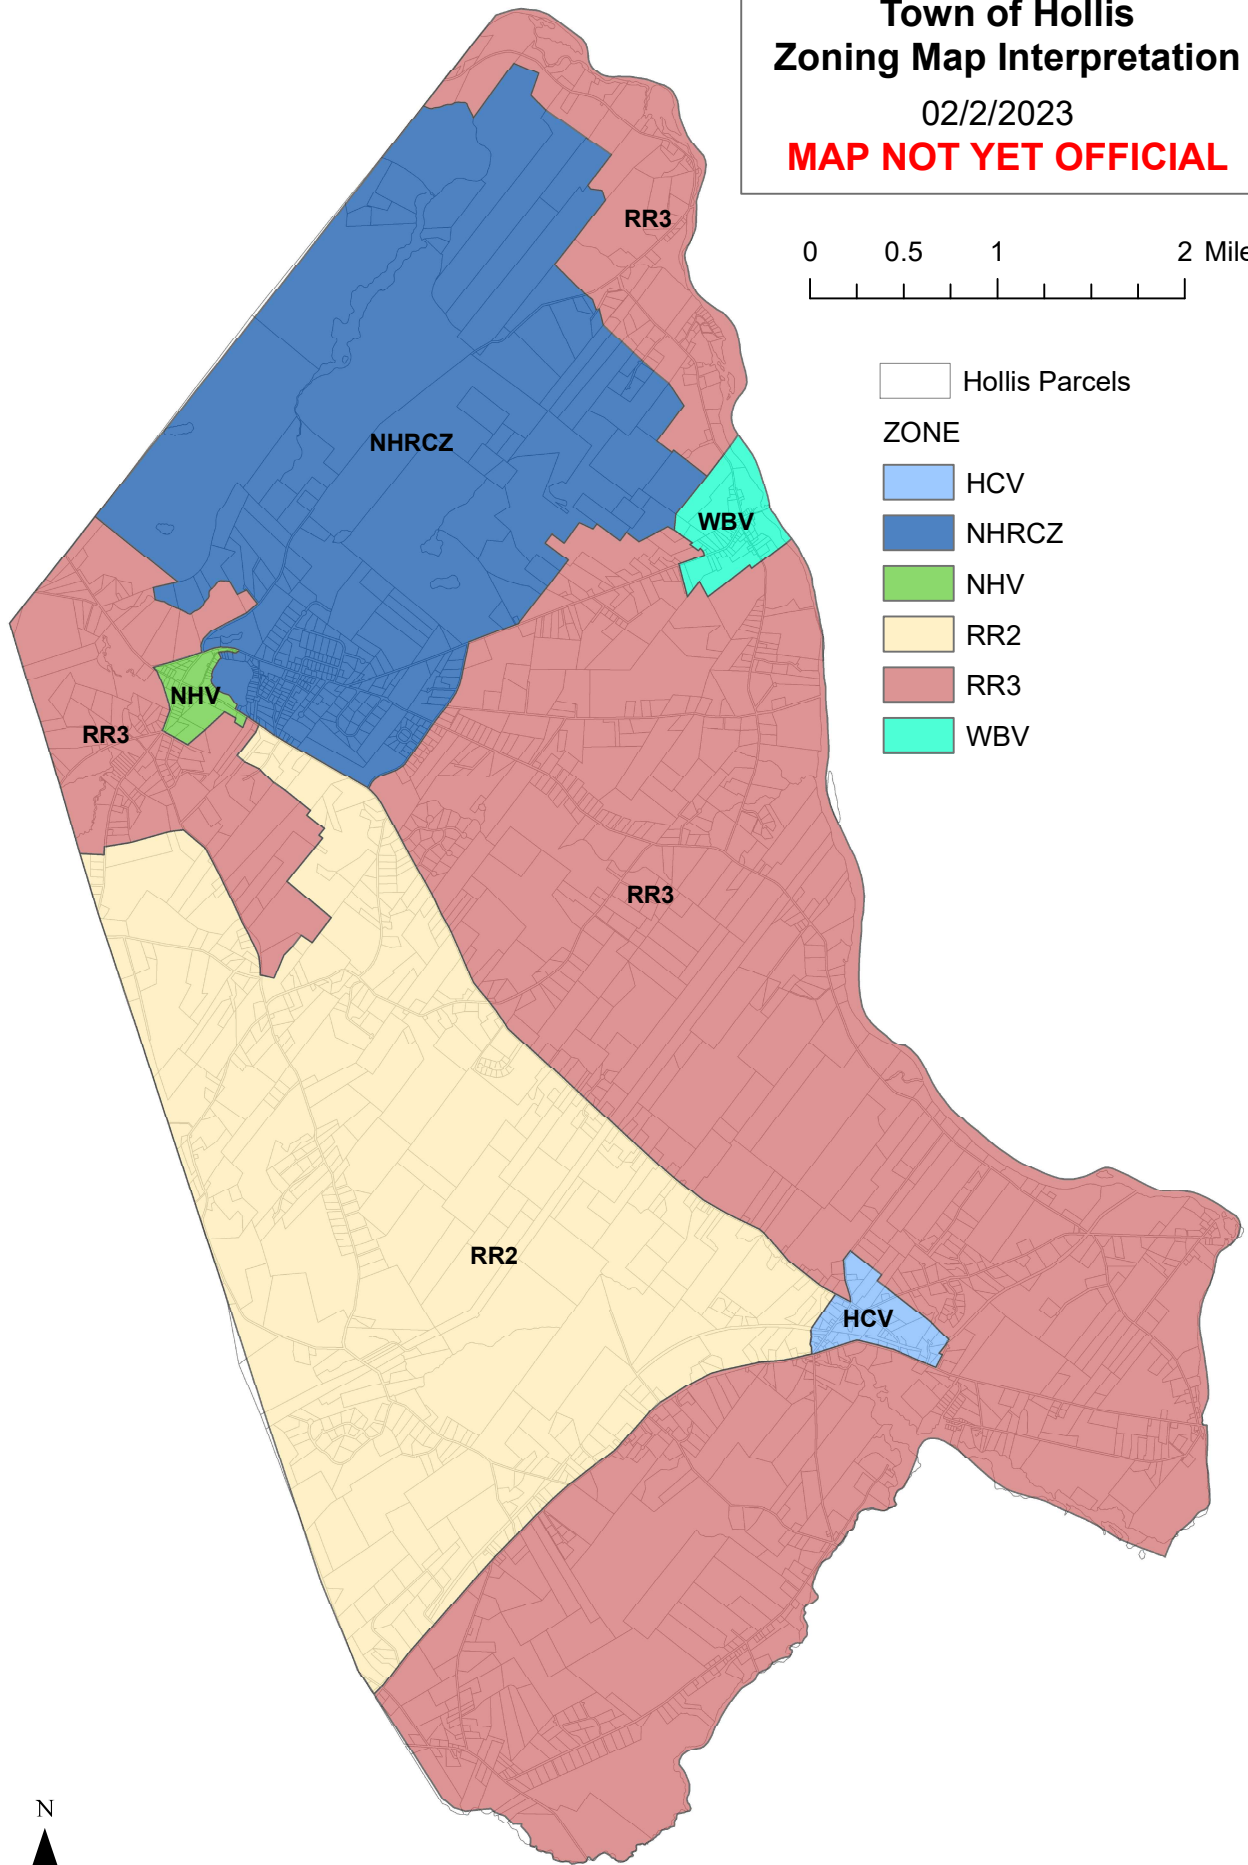 Town of Hollis
Zoning Map Interpretation
02/2/2023
MAP NOT YET OFFICIAL
0 0.5 1 2 Mile
Hollis Parcels
ZONE
HCV
NHRCZ
NHV
RR2
RR3
WBV
RR3
NHRCZ
WBV
NHV
RR3
RR3
RR2
HCV
N